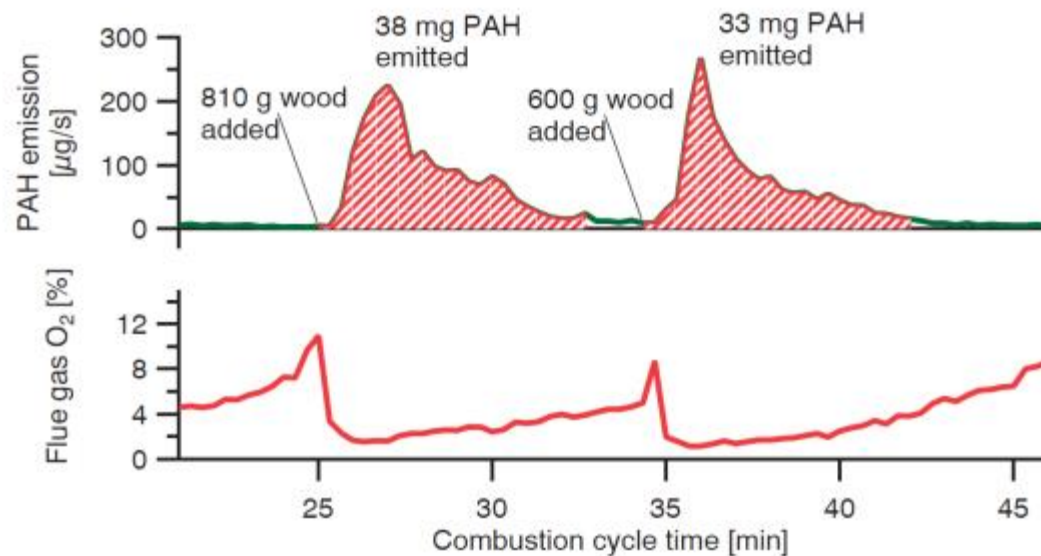 38 mg PAH
emitted
33 mg PAH
emitted
810 g wood
added
600 g wood
added
PAH emission
[µg/s]
300
200
100
0
Flue gas O₂ [%]
12
8
4
0
25
30
35
40
45
Combustion cycle time [min]